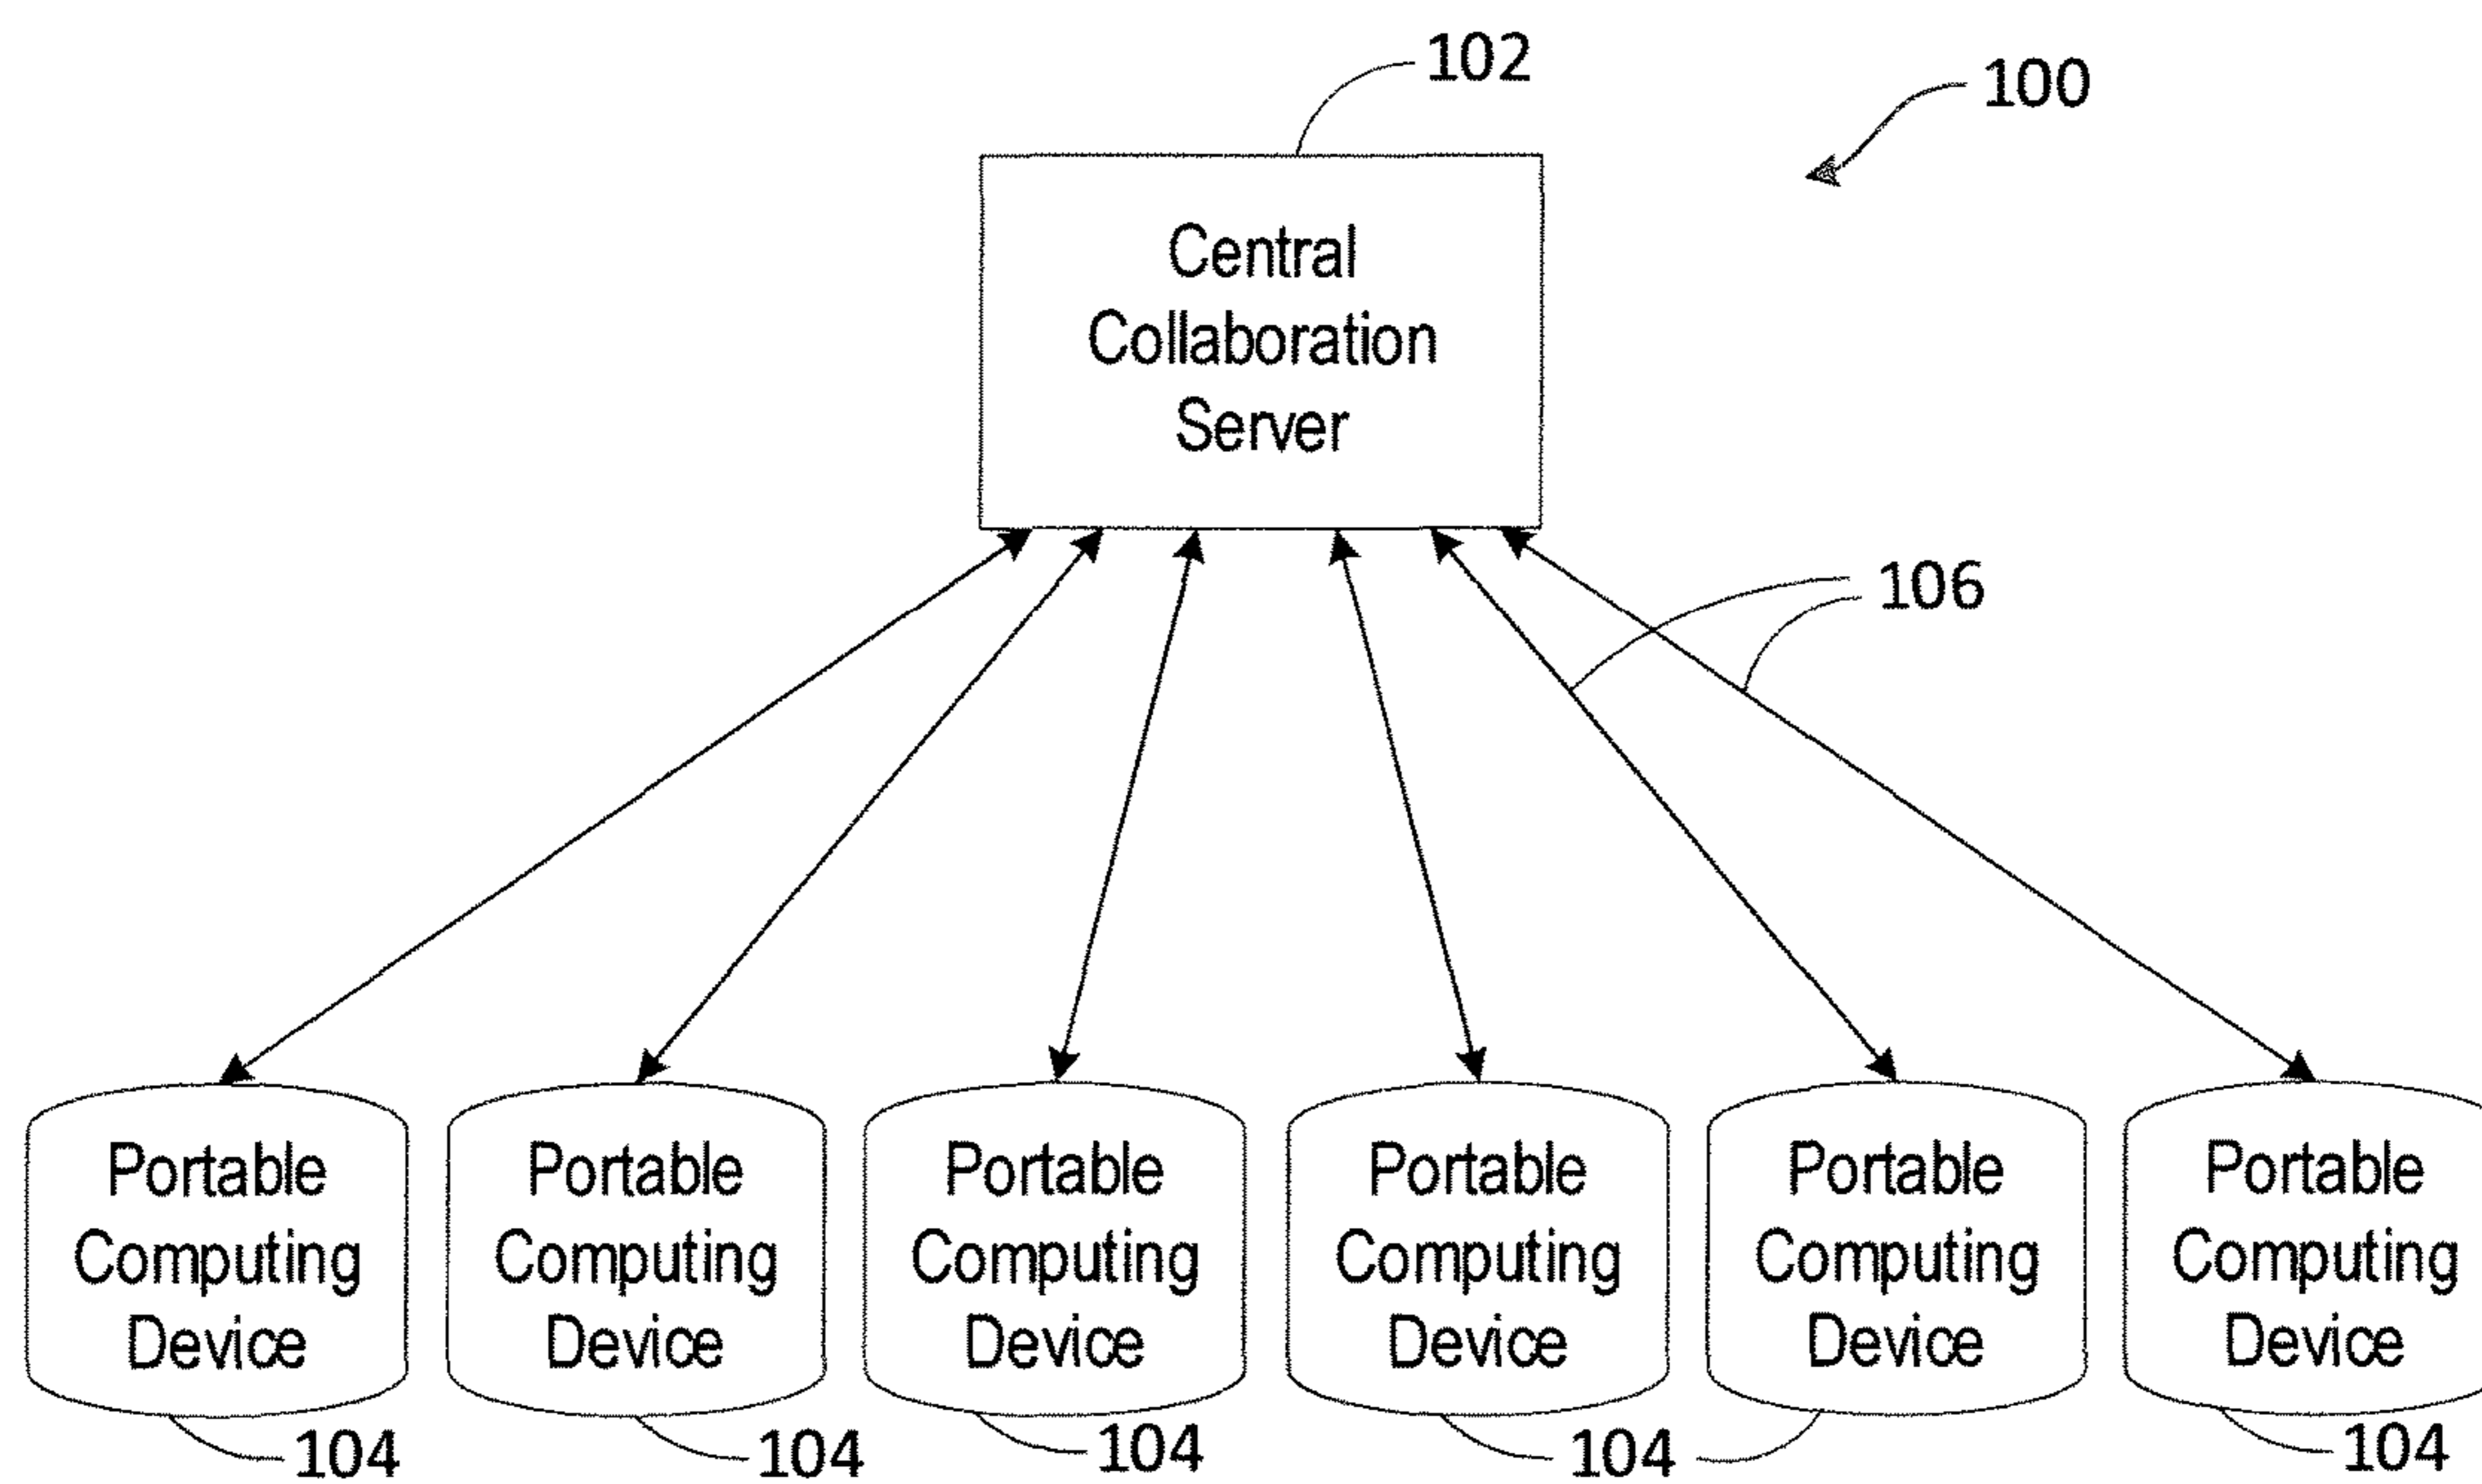 102
100
Central
Collaboration
Server
106
Portable
Computing
Device
Portable
Computing
Device
Portable
Computing
Device
Portable
Computing
Device
Portable
Computing
Device
Portable
Computing
Device
104
104
104
104
104